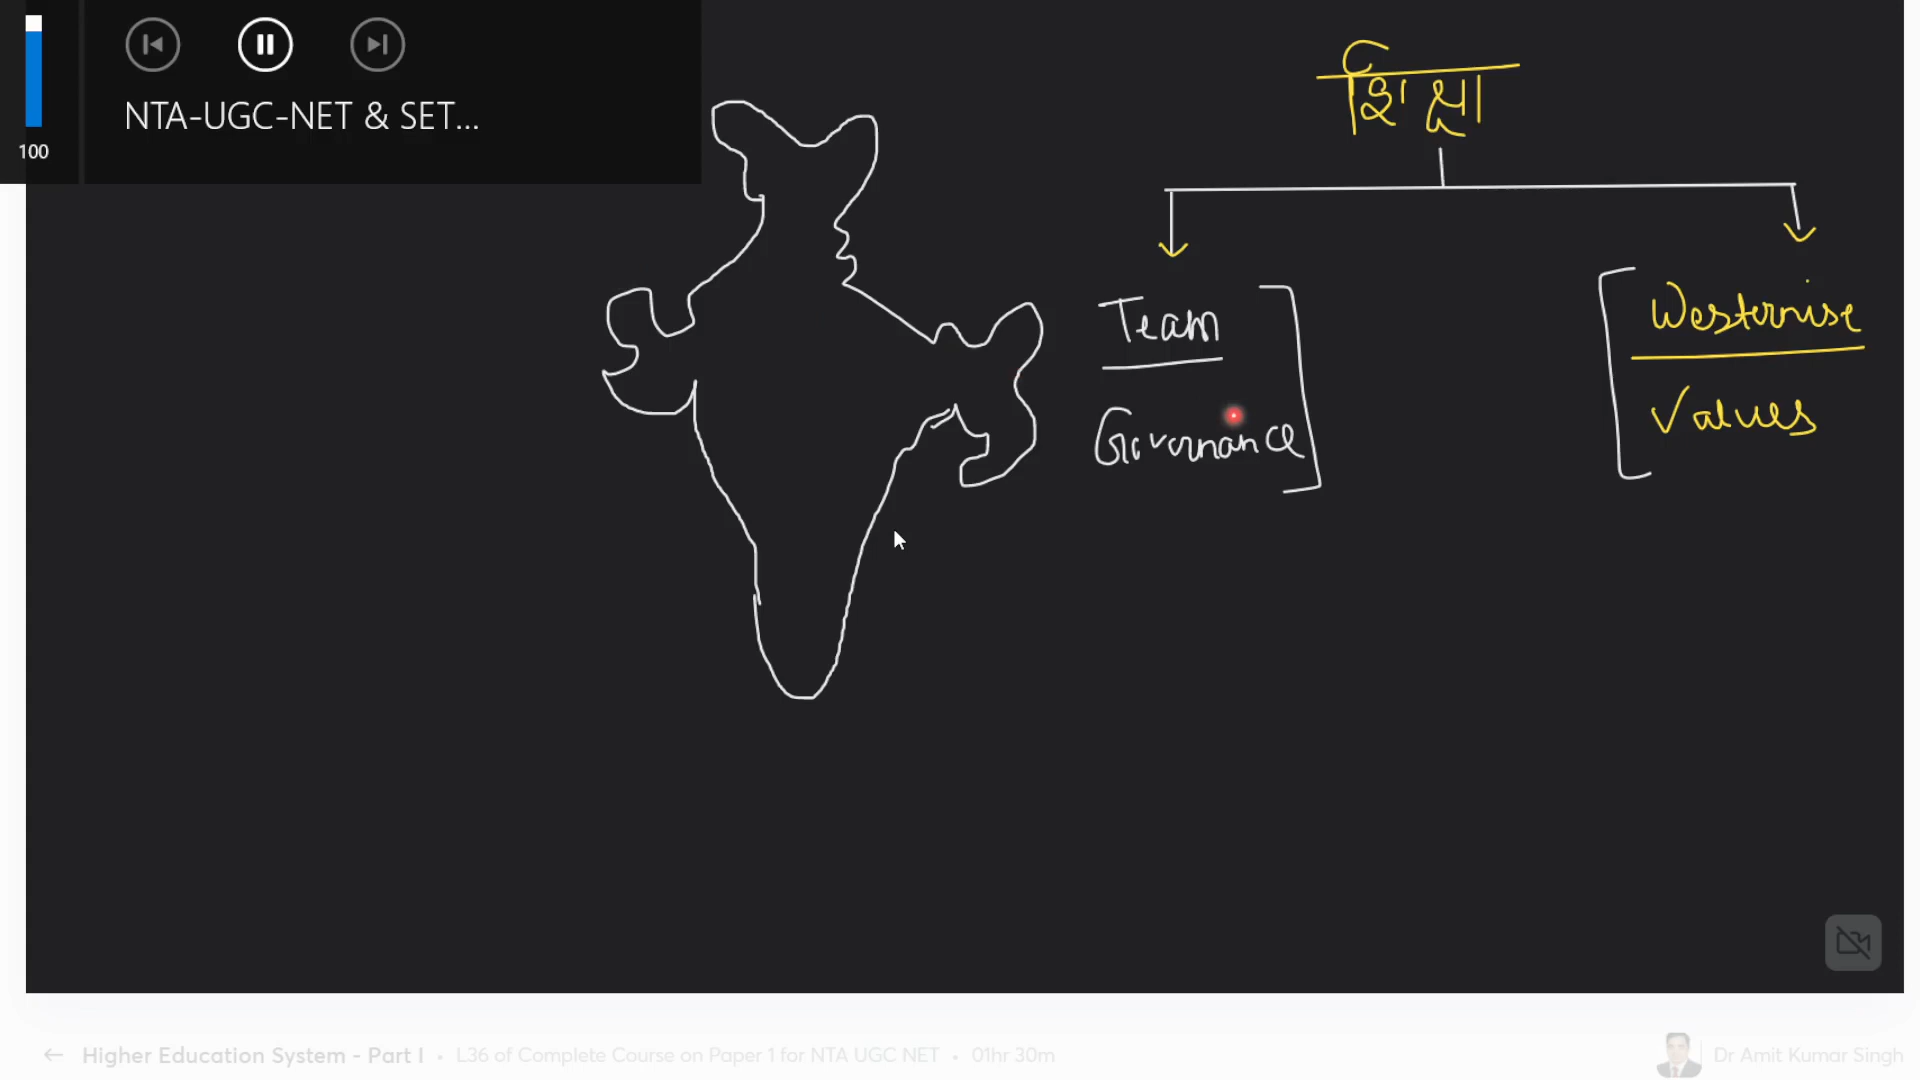 100
NTA-UGC-NET & SET...
शिक्षा
Team
Governance
Westernise
Values
Higher Education System - Part I • L36 of Complete Course on Paper 1 for NTA UGC NET • 01hr 30m
Dr Amit Kumar Singh